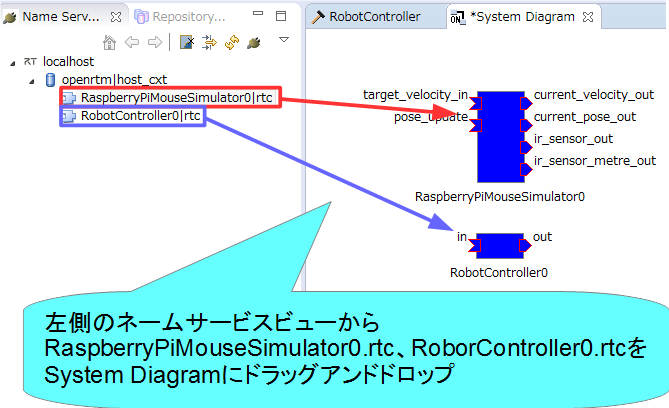 Name Serv...
Repository...
RT localhost
openrtm|host_cxt
RaspberryPiMouseSimulator0|rtc
RobotController0|rtc
RobotController
ON
*System Diagram
target_velocity_in
pose_update
current_velocity_out
current_pose_out
ir_sensor_out
ir_sensor_metre_out
RaspberryPiMouseSimulator0
in
out
RobotController0
左側のネームサービスビューから
RaspberryPiMouseSimulator0.rtc、RoborController0.rtcを
System Diagramにドラッグアンドドロップ